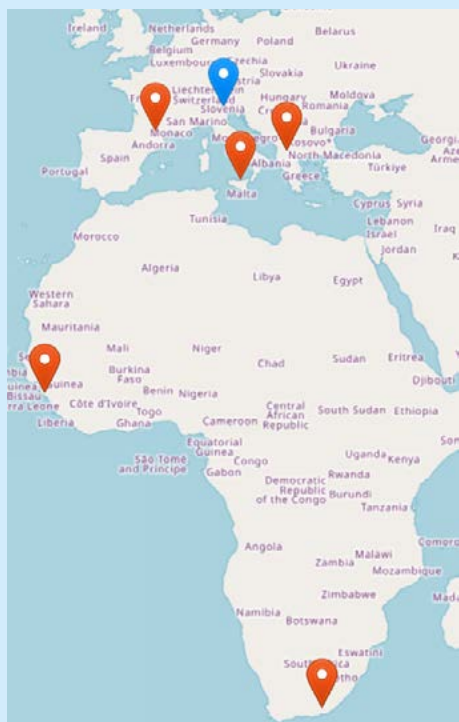 Ireland
Netherlands
Belarus
Germany
Poland
Belgium
Luxembou
Czechia
Ukraine
Slovakia
Liechten
Austria
Switzerland
Hungary
Moldova
Slovenia
Romania
San Marino
Monaco
Bulgaria
Kosovo*
Georgia
Andorra
Spain
Albania
North Macedonia
Türkiye
Portugal
Greece
Malta
Cyprus
Syria
Tunisia
Lebanon
Israel
Iraq
Morocco
Jordan
Algeria
Libya
Egypt
Western
Sahara
Mauritania
Mali
Niger
Chad
Sudan
Eritrea
Burkina
Faso
Guinea
Djibouti
Bissau
Benin
Nigeria
rra Leone
Côte d'Ivoire
Togo
Central
African
Republic
South Sudan
Ethiopia
Liberia
Ghana
Cameroon
Equatorial
Guinea
São Tomé
and Príncipe
Gabon
Congo
Uganda
Kenya
Democratic
Republic
of the Congo
Rwanda
Burundi
Tanzania
Angola
Comoro
Malawi
Zambia
Mozambique
Zimbabwe
Mada
Namibia
Botswana
Eswatini